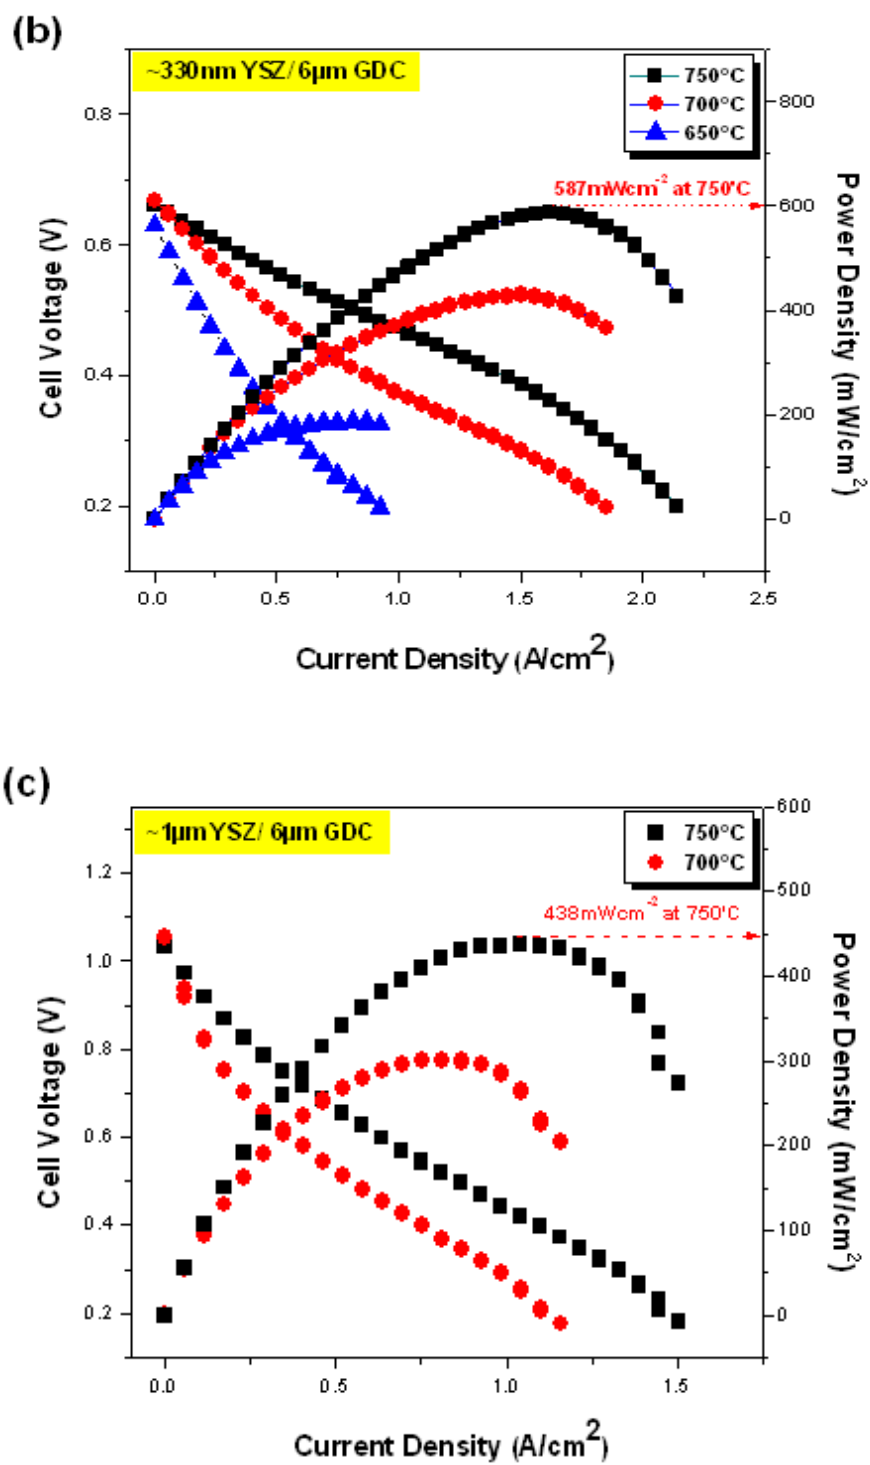 (b)
~330nm YSZ/ 6µm GDC
750°C
700°C
650°C
587mWcm-2 at 750°C
0.8
0.6
0.4
0.2
Cell Voltage (V)
800
600
400
200
0
Power Density (mW/cm2)
0.0 0.5 1.0 1.5 2.0 2.5
Current Density (A/cm2)
(c)
~1µm YSZ/ 6µm GDC
750°C
700°C
438mWcm-2 at 750°C
1.2
1.0
0.8
0.6
0.4
0.2
Cell Voltage (V)
600
500
400
300
200
100
0
Power Density (mW/cm2)
0.0 0.5 1.0 1.5
Current Density (A/cm2)